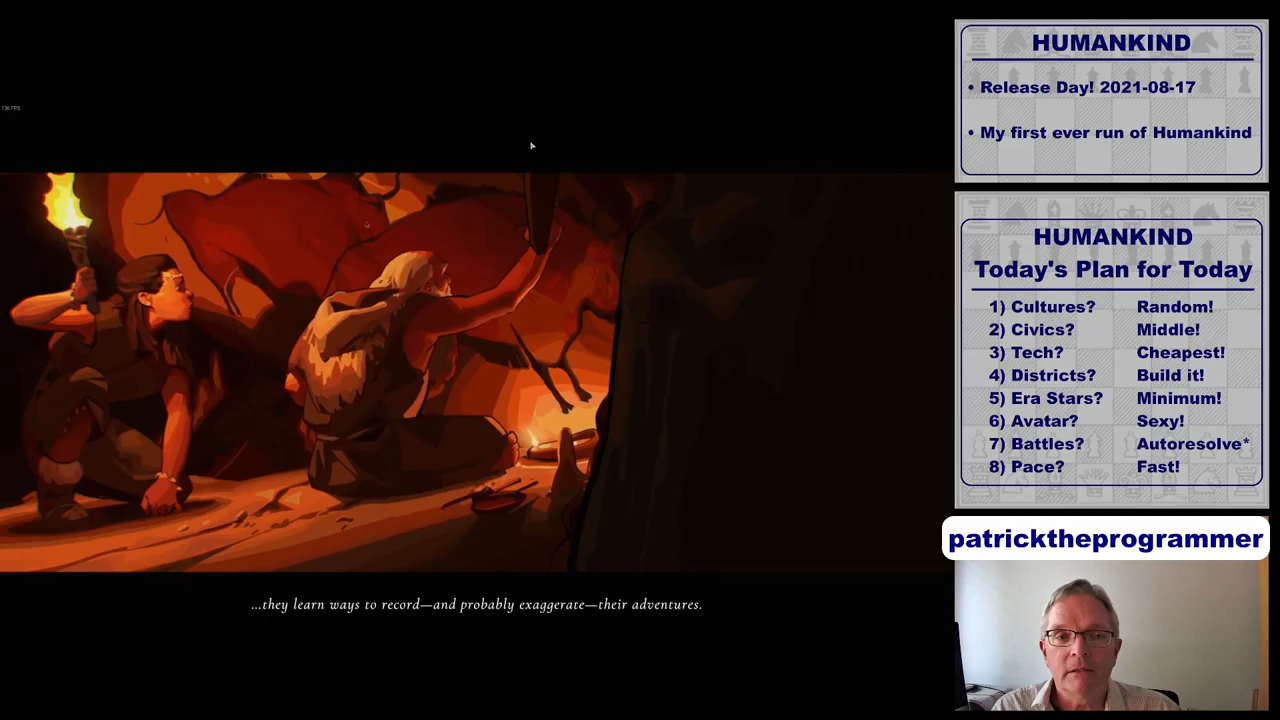 136 FPS
...they learn ways to record—and probably exaggerate—their adventures.
HUMANKIND
• Release Day! 2021-08-17
• My first ever run of Humankind
HUMANKIND
Today's Plan for Today
1) Cultures? Random!
2) Civics? Middle!
3) Tech? Cheapest!
4) Districts? Build it!
5) Era Stars? Minimum!
6) Avatar? Sexy!
7) Battles? Autoresolve*
8) Pace? Fast!
patricktheprogrammer